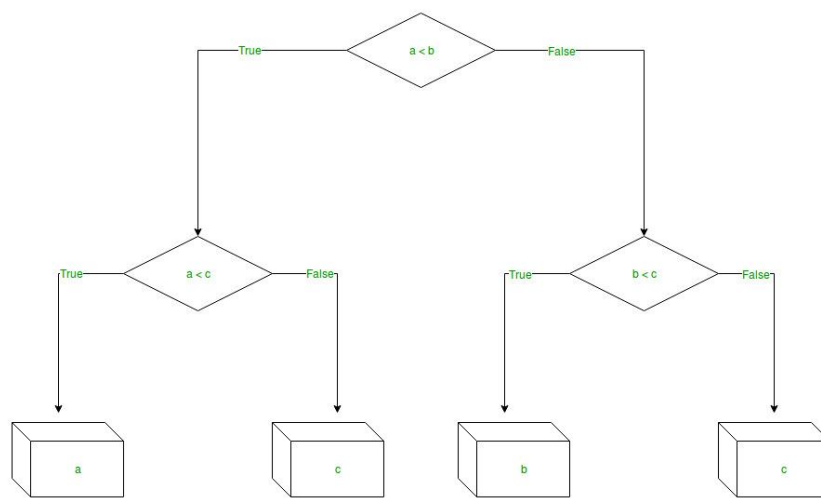 a < b
True
False
a < c
True
False
b < c
True
False
a
c
b
c